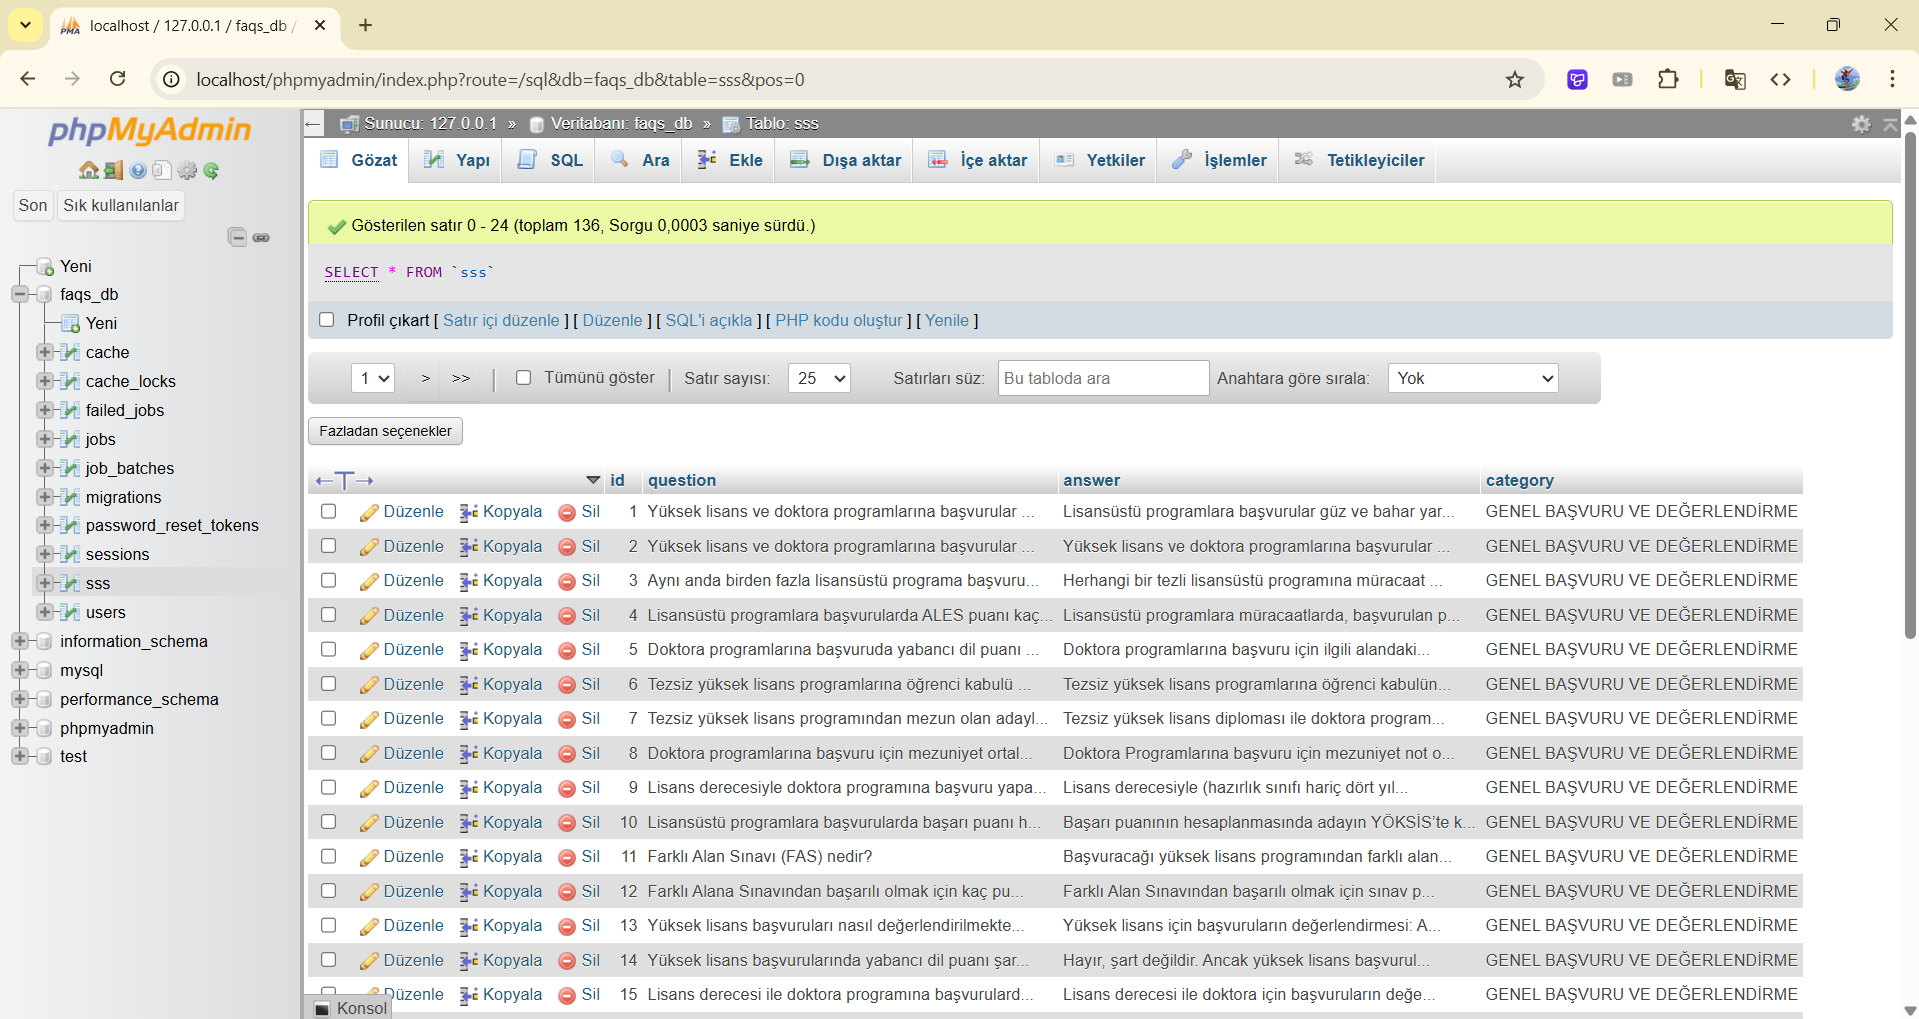 localhost / 127.0.0.1 / faqs_db /
localhost/phpmyadmin/index.php?route=/sql&db=faqs_db&table=sss&pos=0
phpMyAdmin
Son
Sık kullanılanlar
Yeni
faqs_db
Yeni
cache
cache_locks
failed_jobs
jobs
job_batches
migrations
password_reset_tokens
sessions
sss
users
information_schema
mysql
performance_schema
phpmyadmin
test
Sunucu: 127.0.0.1 » Veritabanı: faqs_db » Tablo: sss
Gözat Yapı SQL Ara Ekle Dışa aktar İçe aktar Yetkiler İşlemler Tetikleyiciler
Gösterilen satır 0 - 24 (toplam 136, Sorgu 0,0003 saniye sürdü.)
SELECT * FROM `sss`
Profil çıkart [ Satır içi düzenle ] [ Düzenle ] [ SQL'i açıkla ] [ PHP kodu oluştur ] [ Yenile ]
1 > >> | Tümünü göster | Satır sayısı: 25 Satırları süz: Bu tabloda ara Anahtara göre sırala: Yok
Fazladan seçenekler
←T→ id question answer category
Düzenle Kopyala Sil 1 Yüksek lisans ve doktora programlarına başvurular ... Lisansüstü programlara başvurular güz ve bahar yar... GENEL BAŞVURU VE DEĞERLENDİRME
Düzenle Kopyala Sil 2 Yüksek lisans ve doktora programlarına başvurular ... Yüksek lisans ve doktora programlarına başvurular ... GENEL BAŞVURU VE DEĞERLENDİRME
Düzenle Kopyala Sil 3 Aynı anda birden fazla lisansüstü programa başvuru... Herhangi bir tezli lisansüstü programına müracaat ... GENEL BAŞVURU VE DEĞERLENDİRME
Düzenle Kopyala Sil 4 Lisansüstü programlara başvurularda ALES puanı kaç... Lisansüstü programlara müracaatlarda, başvurulan p... GENEL BAŞVURU VE DEĞERLENDİRME
Düzenle Kopyala Sil 5 Doktora programlarına başvuruda yabancı dil puanı ... Doktora programlarına başvuru için ilgili alandaki... GENEL BAŞVURU VE DEĞERLENDİRME
Düzenle Kopyala Sil 6 Tezsiz yüksek lisans programlarına öğrenci kabulü ... Tezsiz yüksek lisans programlarına öğrenci kabulün... GENEL BAŞVURU VE DEĞERLENDİRME
Düzenle Kopyala Sil 7 Tezsiz yüksek lisans programından mezun olan adayl... Tezsiz yüksek lisans diploması ile doktora program... GENEL BAŞVURU VE DEĞERLENDİRME
Düzenle Kopyala Sil 8 Doktora programlarına başvuru için mezuniyet ortal... Doktora Programlarına başvuru için mezuniyet not o... GENEL BAŞVURU VE DEĞERLENDİRME
Düzenle Kopyala Sil 9 Lisans derecesiyle doktora programına başvuru yapa... Lisans derecesiyle (hazırlık sınıfı hariç dört yıl... GENEL BAŞVURU VE DEĞERLENDİRME
Düzenle Kopyala Sil 10 Lisansüstü programlara başvurularda başarı puanı h... Başarı puanının hesaplanmasında adayın YÖKSİS’te k... GENEL BAŞVURU VE DEĞERLENDİRME
Düzenle Kopyala Sil 11 Farklı Alan Sınavı (FAS) nedir? Başvuracağı yüksek lisans programından farklı alan... GENEL BAŞVURU VE DEĞERLENDİRME
Düzenle Kopyala Sil 12 Farklı Alana Sınavından başarılı olmak için kaç pu... Farklı Alan Sınavından başarılı olmak için sınav p... GENEL BAŞVURU VE DEĞERLENDİRME
Düzenle Kopyala Sil 13 Yüksek lisans başvuruları nasıl değerlendirilmekte... Yüksek lisans için başvuruların değerlendirmesi: A... GENEL BAŞVURU VE DEĞERLENDİRME
Düzenle Kopyala Sil 14 Yüksek lisans başvurularında yabancı dil puanı şar... Hayır, şart değildir. Ancak yüksek lisans başvurul... GENEL BAŞVURU VE DEĞERLENDİRME
Düzenle Kopyala Sil 15 Lisans derecesi ile doktora programına başvurulard... Lisans derecesi ile doktora için başvuruların değe... GENEL BAŞVURU VE DEĞERLENDİRME
Konsol